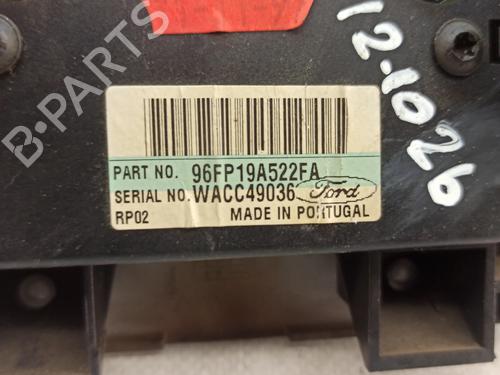 12.1026
PART NO. 96FP19A522FA
SERIAL NO. WACC49036 Ford
RP02 MADE IN PORTUGAL
B-PARTS